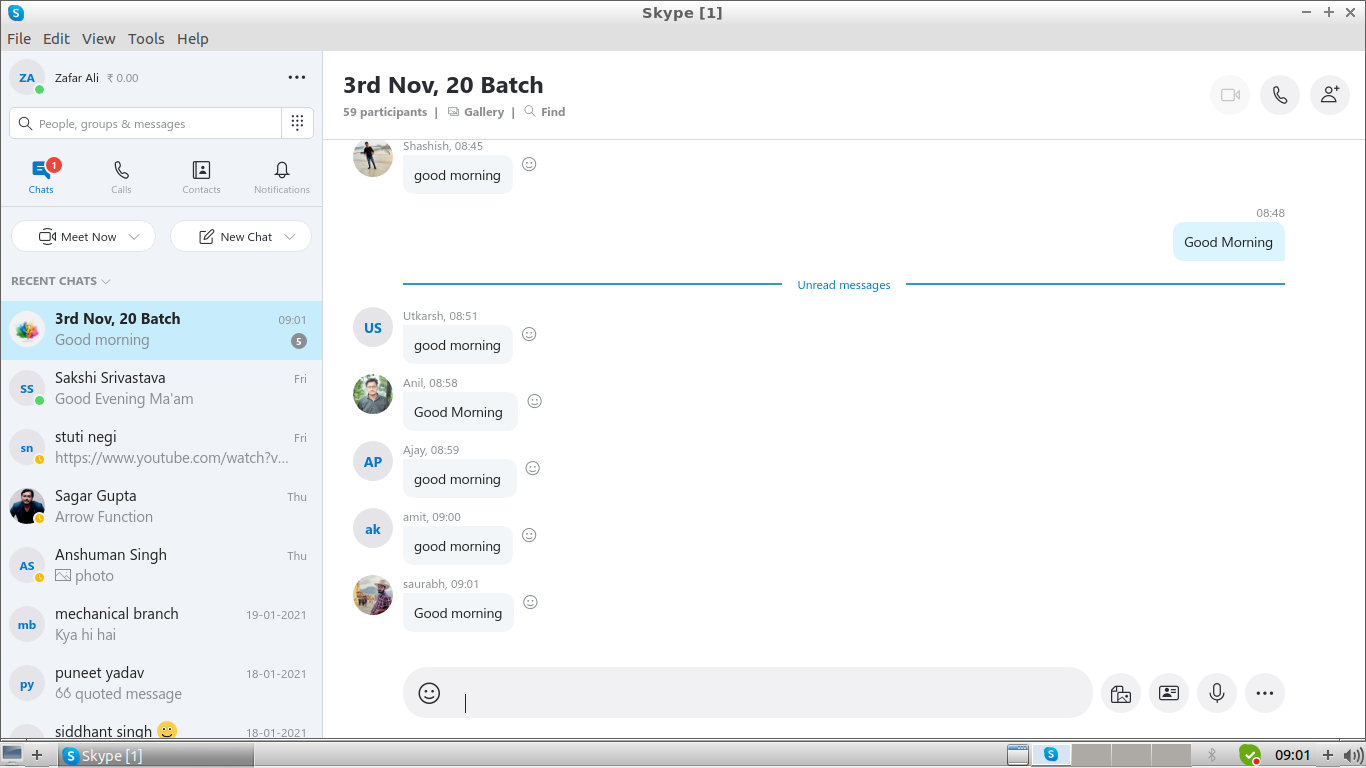 Skype [1]
File Edit View Tools Help
ZA Zafar Ali ₹ 0.00
People, groups & messages
1
Chats Calls Contacts Notifications
Meet Now New Chat
RECENT CHATS
3rd Nov, 20 Batch 09:01
Good morning 5
SS Sakshi Srivastava Fri
Good Evening Ma'am
sn stuti negi Fri
https://www.youtube.com/watch?v...
Sagar Gupta Thu
Arrow Function
AS Anshuman Singh Thu
photo
mb mechanical branch 19-01-2021
Kya hi hai
py puneet yadav 18-01-2021
quoted message
siddhant singh 18-01-2021
3rd Nov, 20 Batch
59 participants | Gallery | Find
Shashish, 08:45
good morning
08:48
Good Morning
Unread messages
US Utkarsh, 08:51
good morning
Anil, 08:58
Good Morning
AP Ajay, 08:59
good morning
ak amit, 09:00
good morning
saurabh, 09:01
Good morning
Skype [1] 09:01